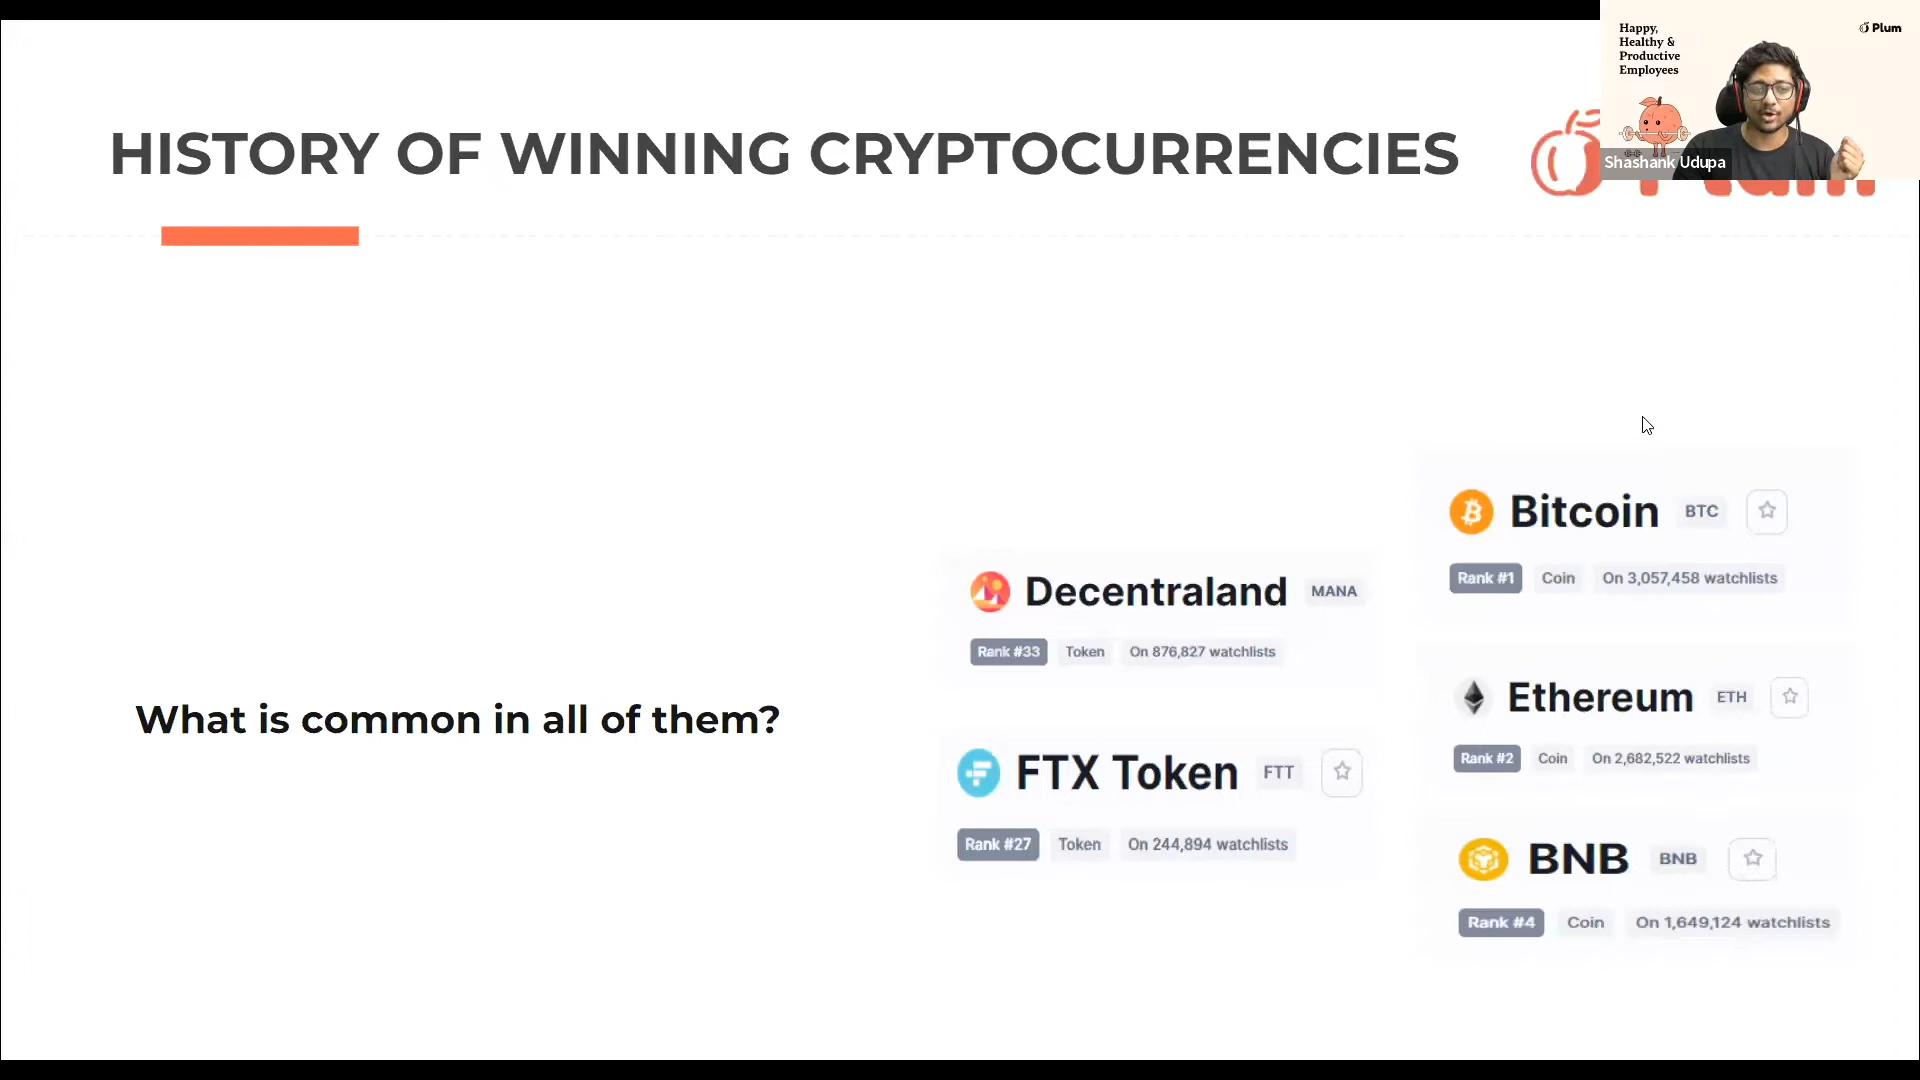 HISTORY OF WINNING CRYPTOCURRENCIES
Happy,
Healthy &
Productive
Employees
Plum
Shashank Udupa
What is common in all of them?
Decentraland MANA
Rank #33 Token On 876,827 watchlists
FTX Token FTT
Rank #27 Token On 244,894 watchlists
Bitcoin BTC
Rank #1 Coin On 3,057,458 watchlists
Ethereum ETH
Rank #2 Coin On 2,682,522 watchlists
BNB BNB
Rank #4 Coin On 1,649,124 watchlists